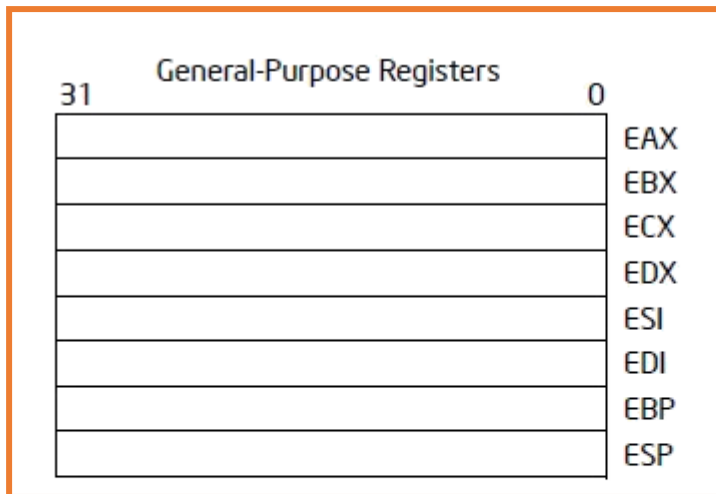 General-Purpose Registers
31 0
EAX
EBX
ECX
EDX
ESI
EDI
EBP
ESP